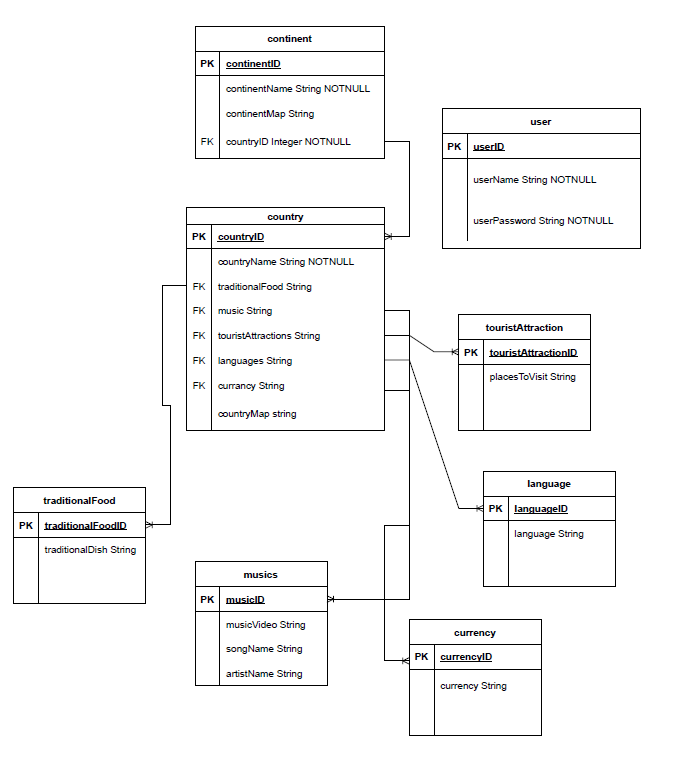 continent
PK continentID
continentName String NOTNULL
continentMap String
FK countryID Integer NOTNULL
user
PK userID
userName String NOTNULL
userPassword String NOTNULL
country
PK countryID
countryName String NOTNULL
FK traditionalFood String
FK music String
FK touristAttractions String
FK languages String
FK currancy String
countryMap string
touristAttraction
PK touristAttractionID
placesToVisit String
language
PK languageID
language String
traditionalFood
PK traditionalFoodID
traditionalDish String
musics
PK musicID
musicVideo String
songName String
artistName String
currency
PK currencyID
currency String